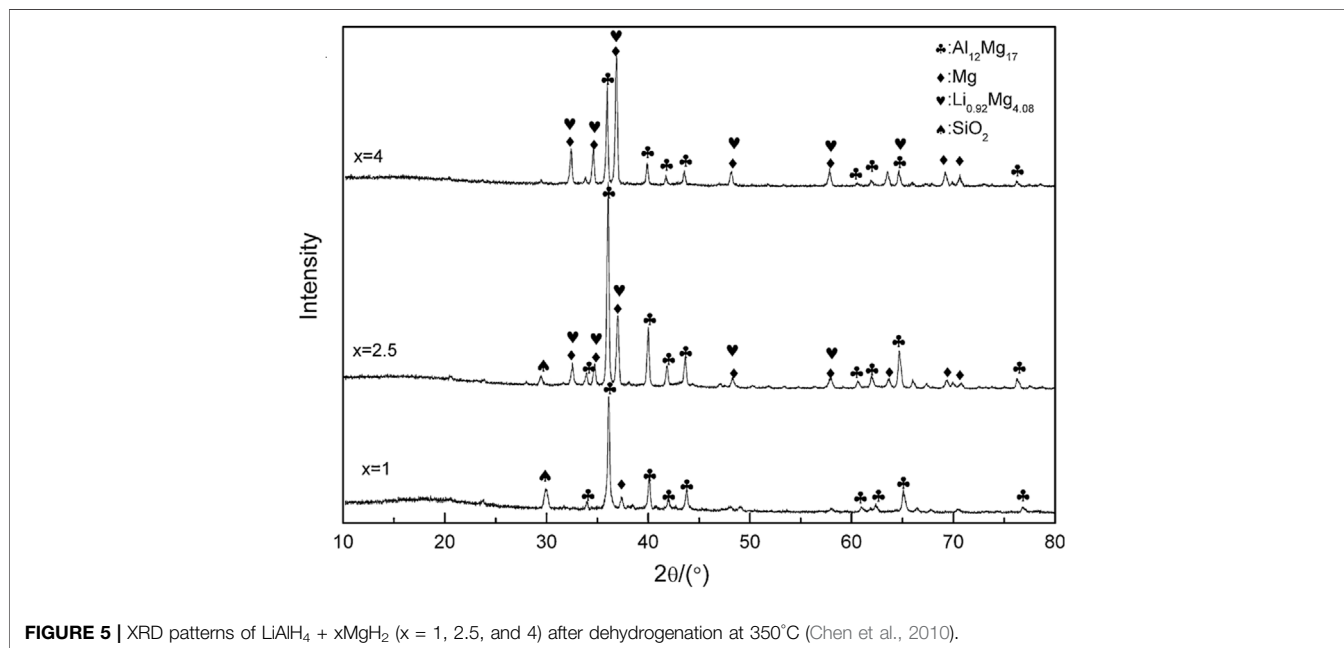 ♣:Al12Mg17
♦:Mg
♥:Li0.92Mg4.08
♠:SiO2
x=4
x=2.5
x=1
Intensity
10 20 30 40 50 60 70 80
2θ/(°)
FIGURE 5 | XRD patterns of LiAlH4 + xMgH2 (x = 1, 2.5, and 4) after dehydrogenation at 350°C (Chen et al., 2010).